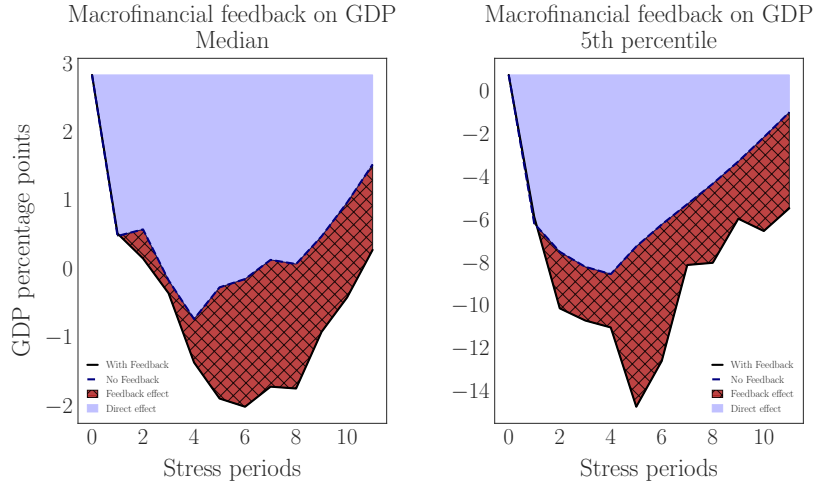 Macrofinancial feedback on GDP
Median
GDP percentage points
3
2
1
0
−1
−2
With Feedback
No Feedback
Feedback effect
Direct effect
0 2 4 6 8 10
Stress periods
Macrofinancial feedback on GDP
5th percentile
0
−2
−4
−6
−8
−10
−12
−14
With Feedback
No Feedback
Feedback effect
Direct effect
0 2 4 6 8 10
Stress periods